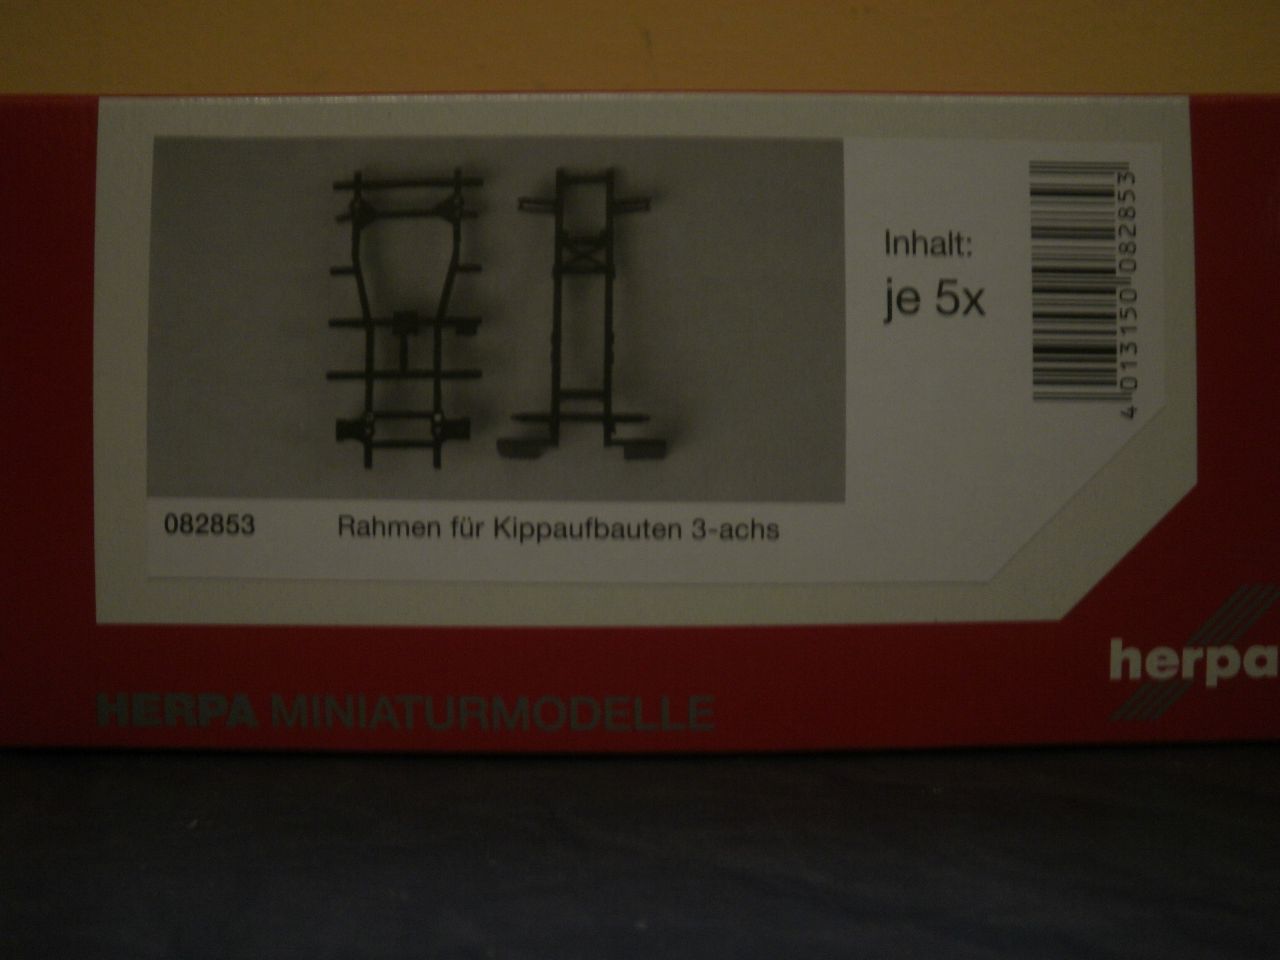 Inhalt:
je 5x
4 013150 082853
082853 Rahmen für Kippaufbauten 3-achs
herpa
HERPA MINIATURMODELLE